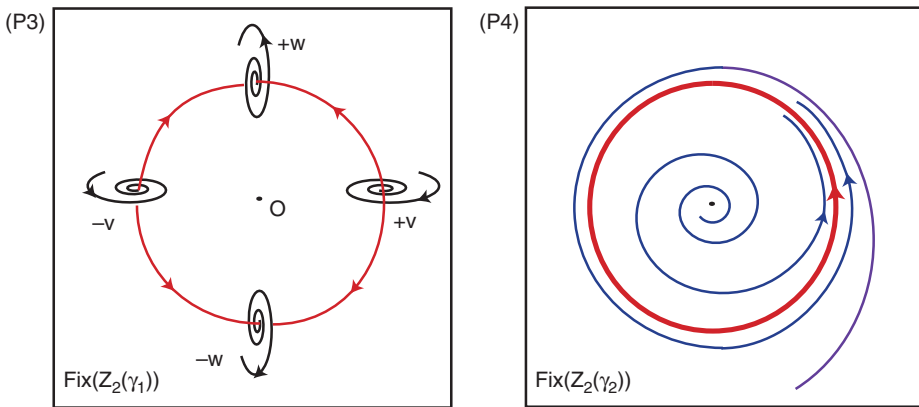 (P3)
+w
−v
O
+v
−w
Fix(Z₂(γ₁))
(P4)
Fix(Z₂(γ₂))